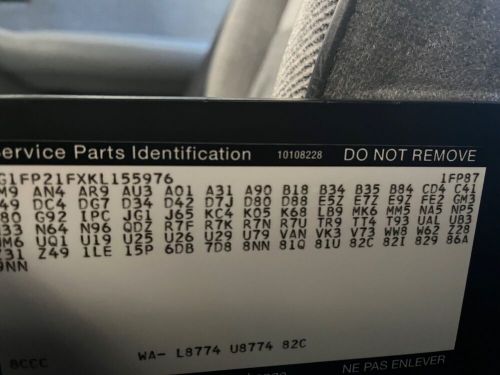 Service Parts Identification 10108228 DO NOT REMOVE
G1FP21FXKL155976 1FP87
M9 AN4 AR9 AU3 A01 A31 A90 B18 B34 B35 B84 CD4 C41
49 DC4 DG7 D34 D42 D7J D80 D88 E5Z E7Z E9Z FE2 GM3
80 G92 IPC JG1 J65 KC4 K05 K68 LB9 MK6 MM5 NA5 NP5
33 N64 N96 QDZ R7F R7K R7N R7U TR9 TT4 T93 UAL UB3
M6 UQ1 U19 U25 U26 U29 U79 VAN VK3 V73 WW8 W62 Z28
Z31 Z49 1LE 15P 6DB 7D8 8NN 81Q 81U 82C 82I 829 86A
9NN
WA- L8774 U8774 82C
8CCC
NE PAS ENLEVER